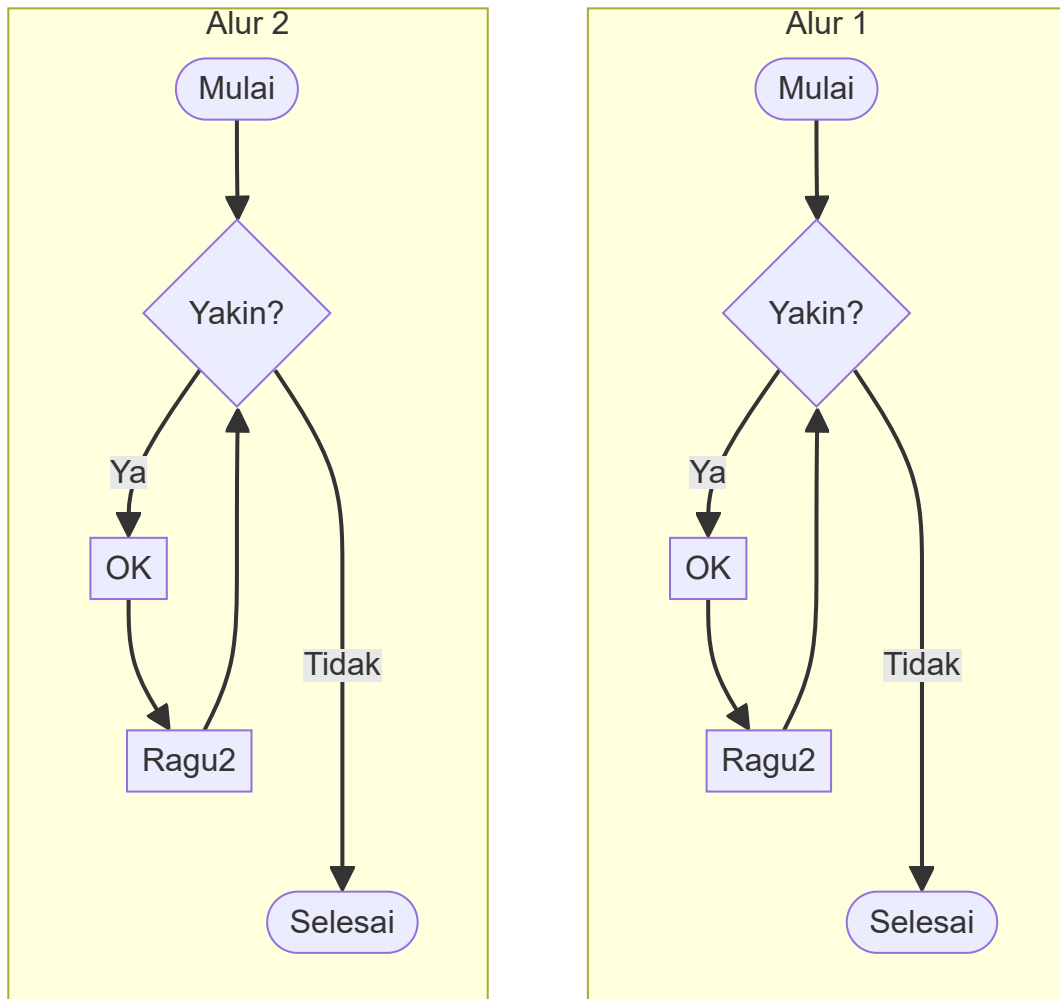 Alur 2
Mulai
Yakin?
Ya
OK
Tidak
Ragu2
Selesai
Alur 1
Mulai
Yakin?
Ya
OK
Tidak
Ragu2
Selesai